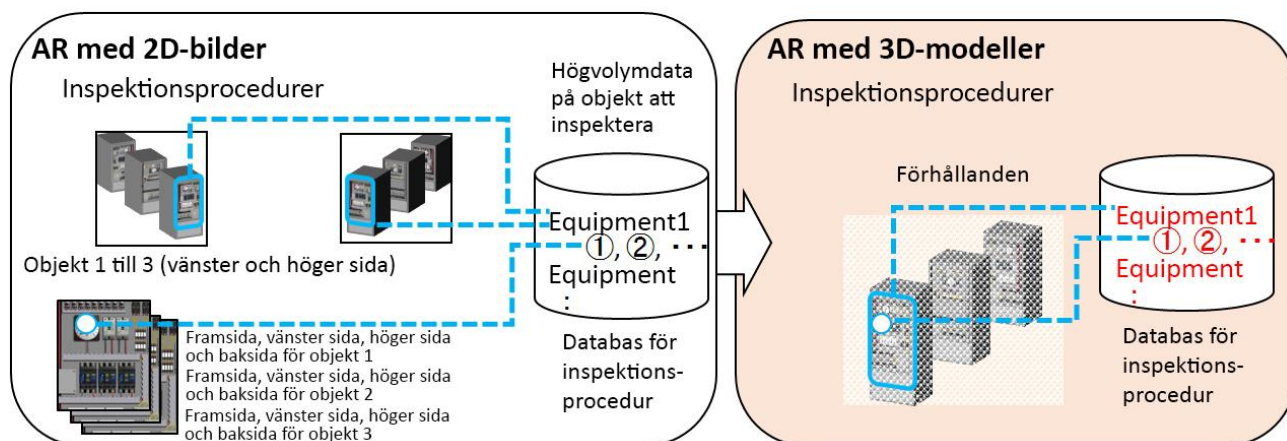 AR med 2D-bilder
Inspektionsprocedurer
Högvolymdata
på objekt att
inspektera
Equipment1
①, ②, ···
Equipment
:
Objekt 1 till 3 (vänster och höger sida)
Framsida, vänster sida, höger sida
och baksida för objekt 1
Framsida, vänster sida, höger sida
och baksida för objekt 2
Framsida, vänster sida, höger sida
och baksida för objekt 3
Databas för
inspektions-
procedur
AR med 3D-modeller
Inspektionsprocedurer
Förhållanden
Equipment1
①, ②, ···
Equipment
:
Databas för
inspektions-
procedur